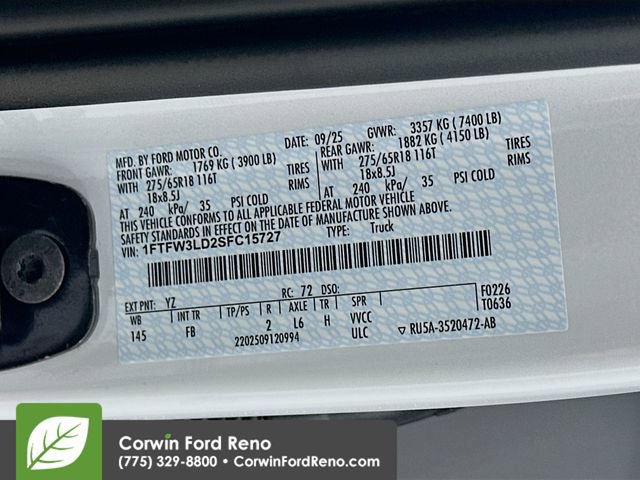 MFD. BY FORD MOTOR CO.
DATE: 09/25 GVWR: 3357 KG (7400 LB)
FRONT GAWR: 1769 KG (3900 LB) REAR GAWR: 1882 KG (4150 LB)
WITH 275/65R18 116T TIRES WITH 275/65R18 116T TIRES
18x8.5J RIMS 18x8.5J RIMS
AT 240 kPa/ 35 PSI COLD AT 240 kPa/ 35 PSI COLD
THIS VEHICLE CONFORMS TO ALL APPLICABLE FEDERAL MOTOR VEHICLE
SAFETY STANDARDS IN EFFECT ON THE DATE OF MANUFACTURE SHOWN ABOVE.
VIN: 1FTFW3LD2SFC15727 TYPE: Truck
EXT PNT: YZ RC: 72 DSO: F0226
WB INT TR TP/PS R AXLE TR SPR T0636
145 FB 2 L6 H VVCC
2202509120994 ULC ▽ RU5A-3520472-AB
Corwin Ford Reno
(775) 329-8800 • CorwinFordReno.com